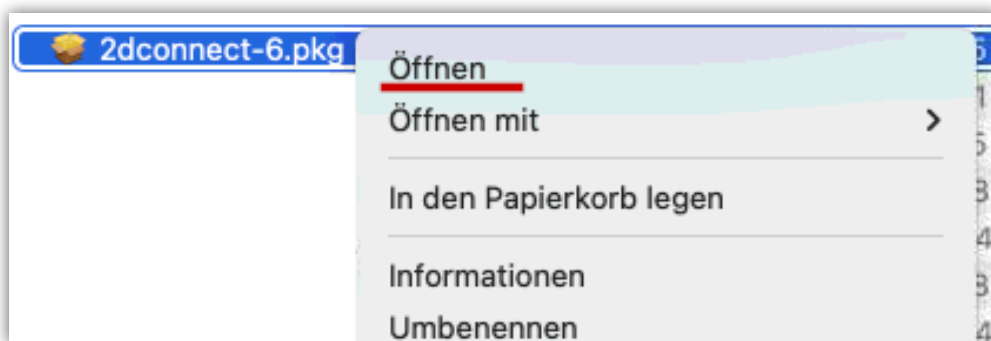 2dconnect-6.pkg
Öffnen
Öffnen mit
In den Papierkorb legen
Informationen
Umbenennen